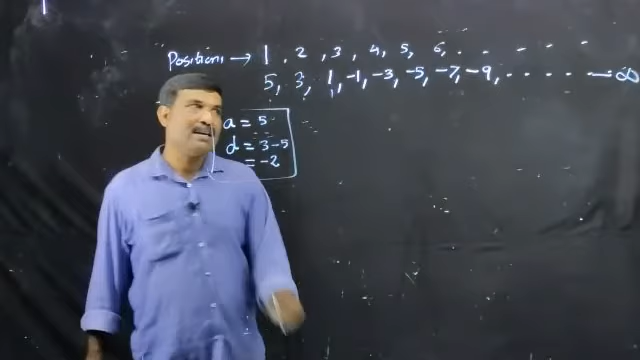 Positions → 1, 2, 3, 4, 5, 6, . . - - -
5, 3, 1, -1, -3, -5, -7, -9, - - - - - ∞
a = 5
d = 3-5
= -2